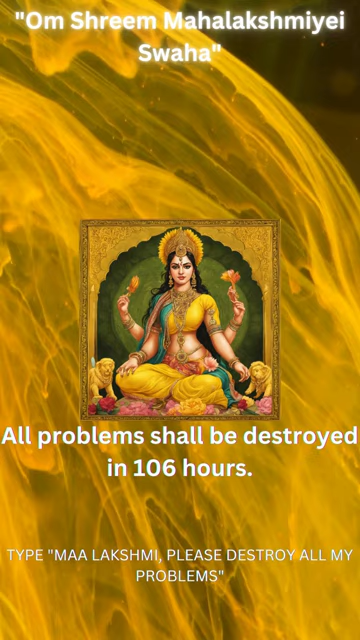 "Om Shreem Mahalakshmiyei
Swaha"
All problems shall be destroyed
in 106 hours.
TYPE "MAA LAKSHMI, PLEASE DESTROY ALL MY
PROBLEMS"